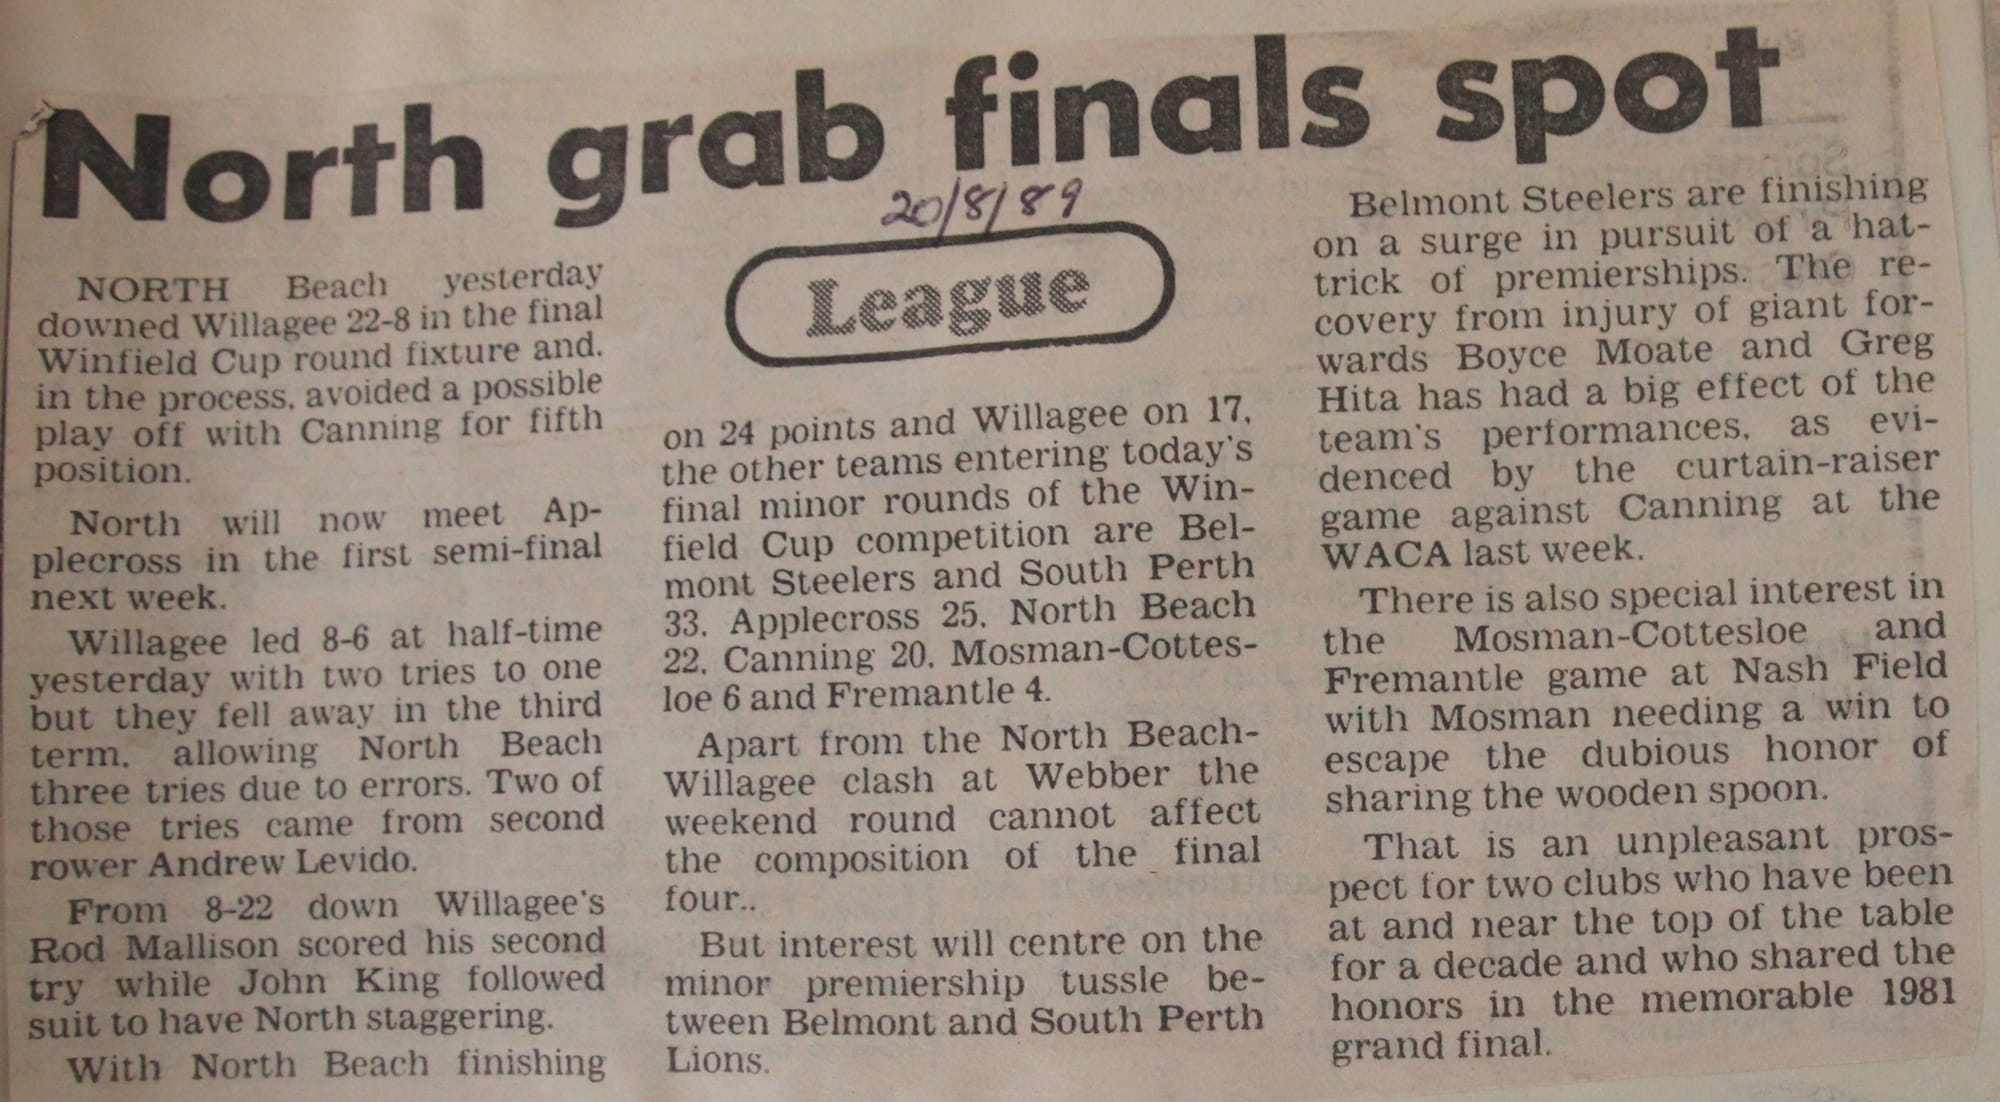 North grab finals spot
20/8/89
League
NORTH Beach yesterday
downed Willagee 22-8 in the final
Winfield Cup round fixture and,
in the process, avoided a possible
play off with Canning for fifth
position.
North will now meet Ap-
plecross in the first semi-final
next week.
Willagee led 8-6 at half-time
yesterday with two tries to one
but they fell away in the third
term, allowing North Beach
three tries due to errors. Two of
those tries came from second
rower Andrew Levido.
From 8-22 down Willagee's
Rod Mallison scored his second
try while John King followed
suit to have North staggering.
With North Beach finishing
on 24 points and Willagee on 17,
the other teams entering today's
final minor rounds of the Win-
field Cup competition are Bel-
mont Steelers and South Perth
33, Applecross 25, North Beach
22, Canning 20, Mosman-Cottes-
loe 6 and Fremantle 4.
Apart from the North Beach-
Willagee clash at Webber the
weekend round cannot affect
the composition of the final
four..
But interest will centre on the
minor premiership tussle be-
tween Belmont and South Perth
Lions.
Belmont Steelers are finishing
on a surge in pursuit of a hat-
trick of premierships. The re-
covery from injury of giant for-
wards Boyce Moate and Greg
Hita has had a big effect of the
team's performances, as evi-
denced by the curtain-raiser
game against Canning at the
WACA last week.
There is also special interest in
the Mosman-Cottesloe and
Fremantle game at Nash Field
with Mosman needing a win to
escape the dubious honor of
sharing the wooden spoon.
That is an unpleasant pros-
pect for two clubs who have been
at and near the top of the table
for a decade and who shared the
honors in the memorable 1981
grand final.